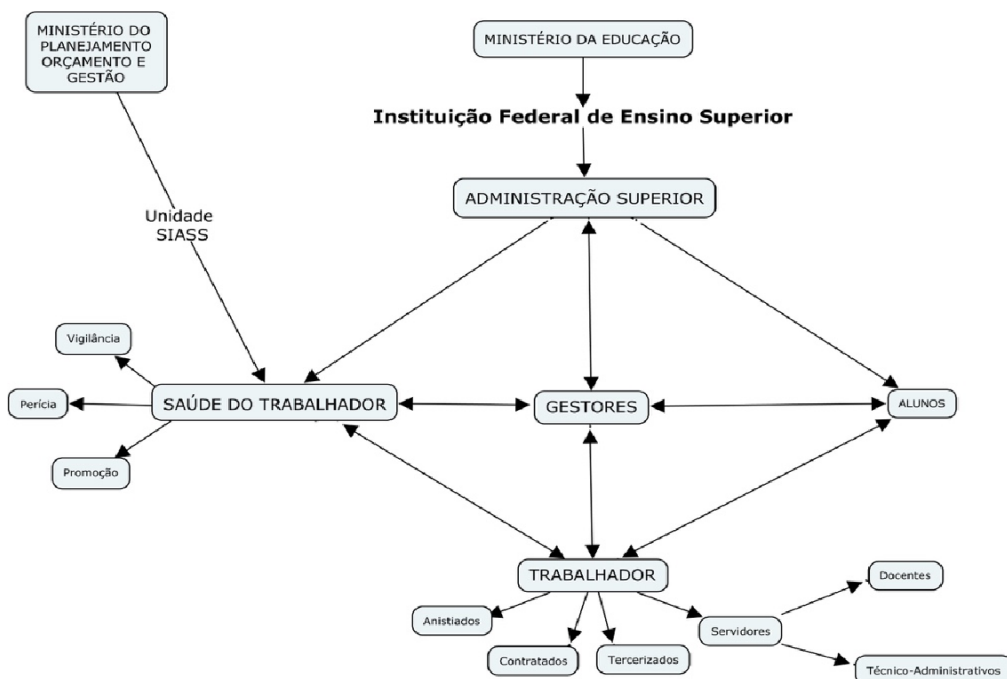 MINISTÉRIO DO
PLANEJAMENTO
ORÇAMENTO E
GESTÃO
MINISTÉRIO DA EDUCAÇÃO
Instituição Federal de Ensino Superior
ADMINISTRAÇÃO SUPERIOR
Unidade
SIASS
Vigilância
Perícia
SAÚDE DO TRABALHADOR
GESTORES
ALUNOS
Promoção
TRABALHADOR
Docentes
Anistiados
Servidores
Contratados
Tercerizados
Técnico-Administrativos